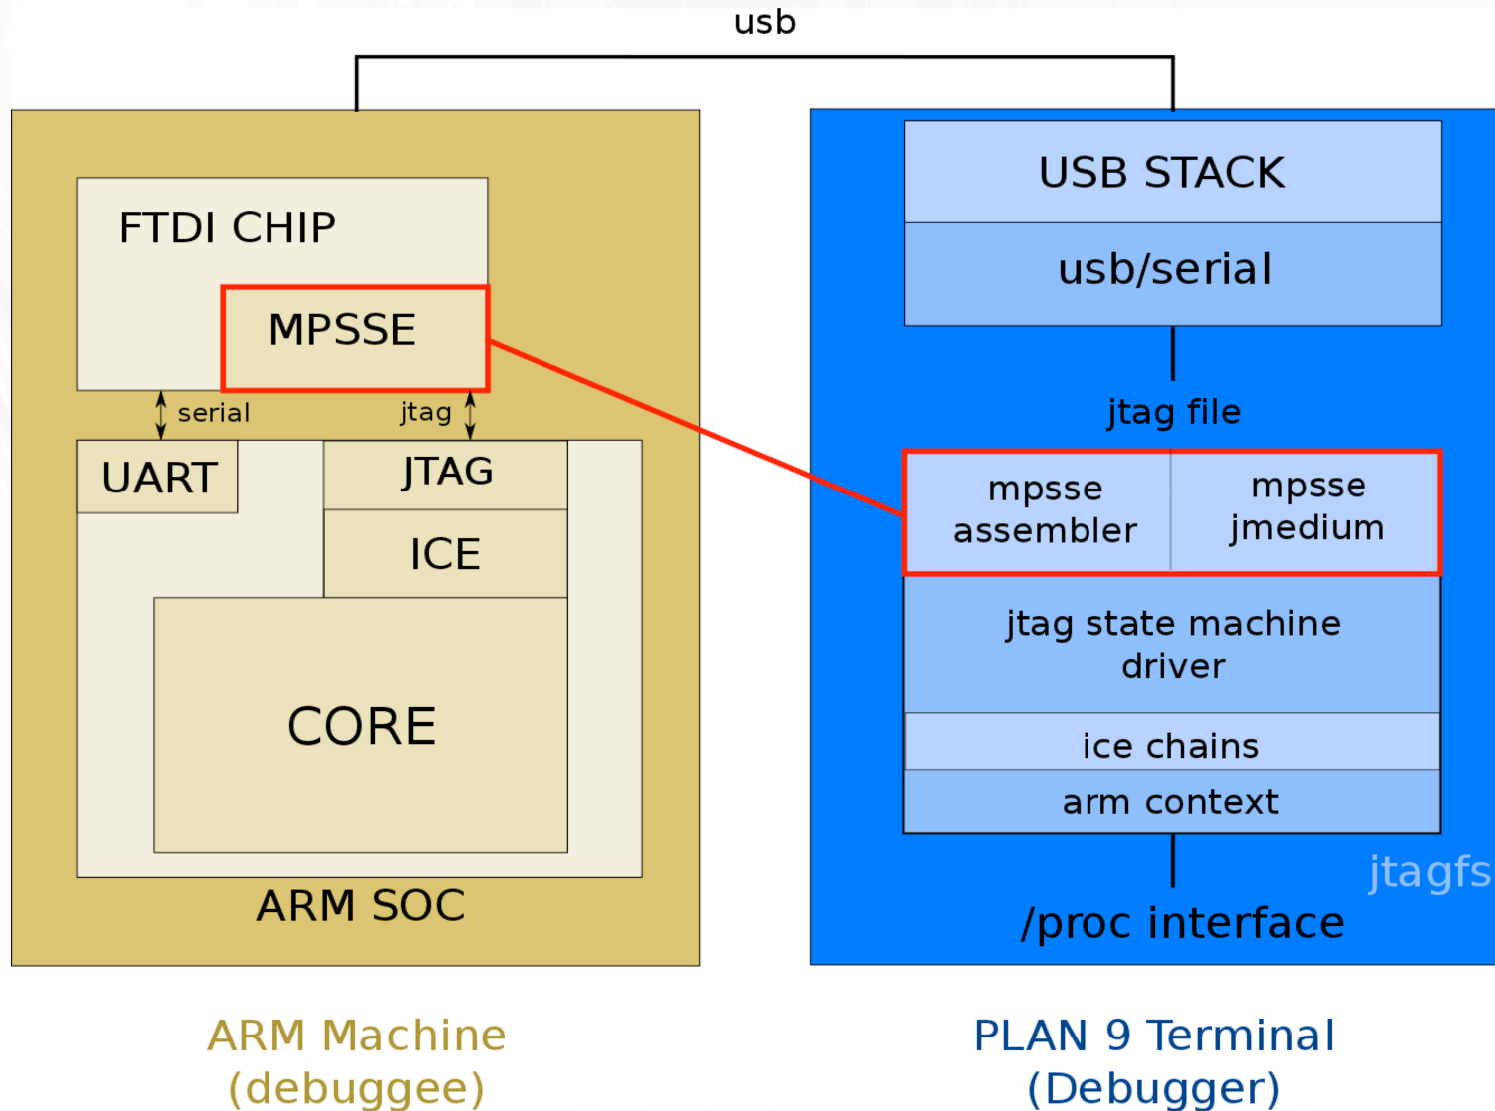 usb
FTDI CHIP
MPSSE
serial
jtag
UART
JTAG
ICE
CORE
ARM SOC
ARM Machine
(debuggee)
USB STACK
usb/serial
jtag file
mpsse
assembler
mpsse
jmedium
jtag state machine
driver
ice chains
arm context
jtagfs
/proc interface
PLAN 9 Terminal
(Debugger)